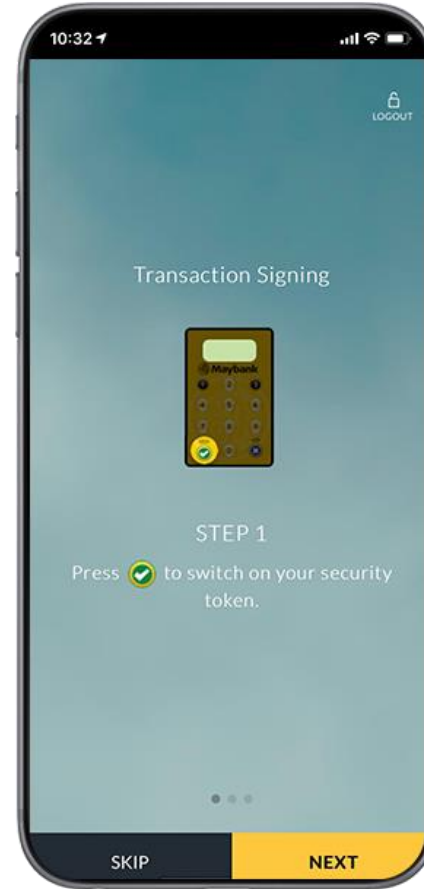 10:32
LOGOUT
Transaction Signing
Maybank
STEP 1
Press to switch on your security
token.
SKIP
NEXT